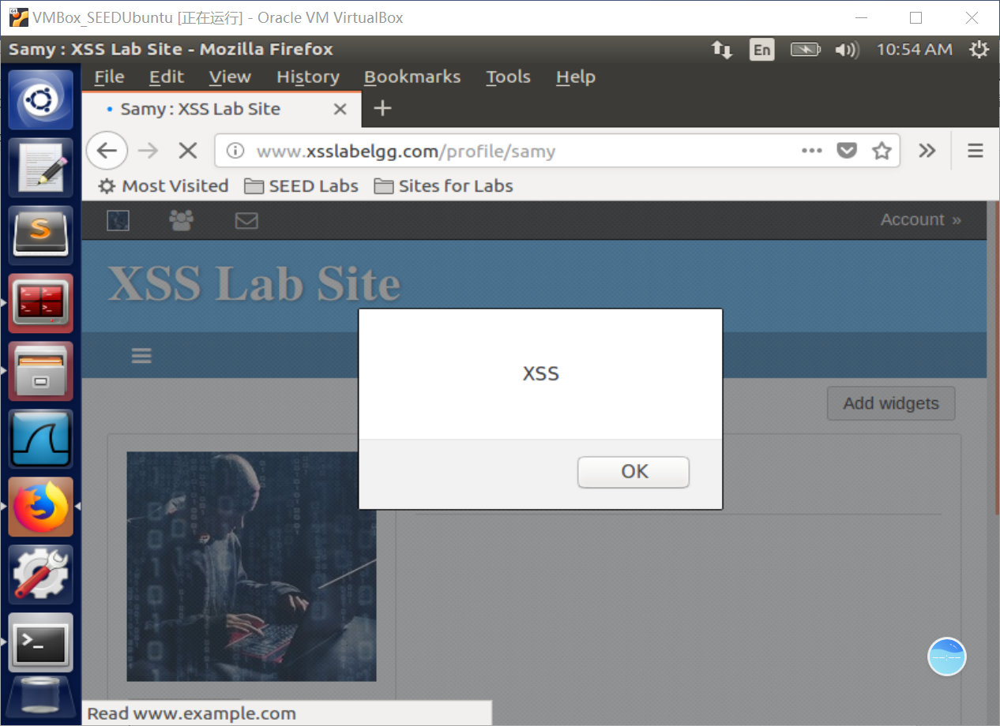 VMBox_SEEDUbuntu [正在运行] - Oracle VM VirtualBox
Samy : XSS Lab Site - Mozilla Firefox
En
10:54 AM
File Edit View History Bookmarks Tools Help
Samy : XSS Lab Site
www.xsslabelgg.com/profile/samy
Most Visited SEED Labs Sites for Labs
Account »
XSS Lab Site
XSS
Add widgets
OK
--:--
Read www.example.com